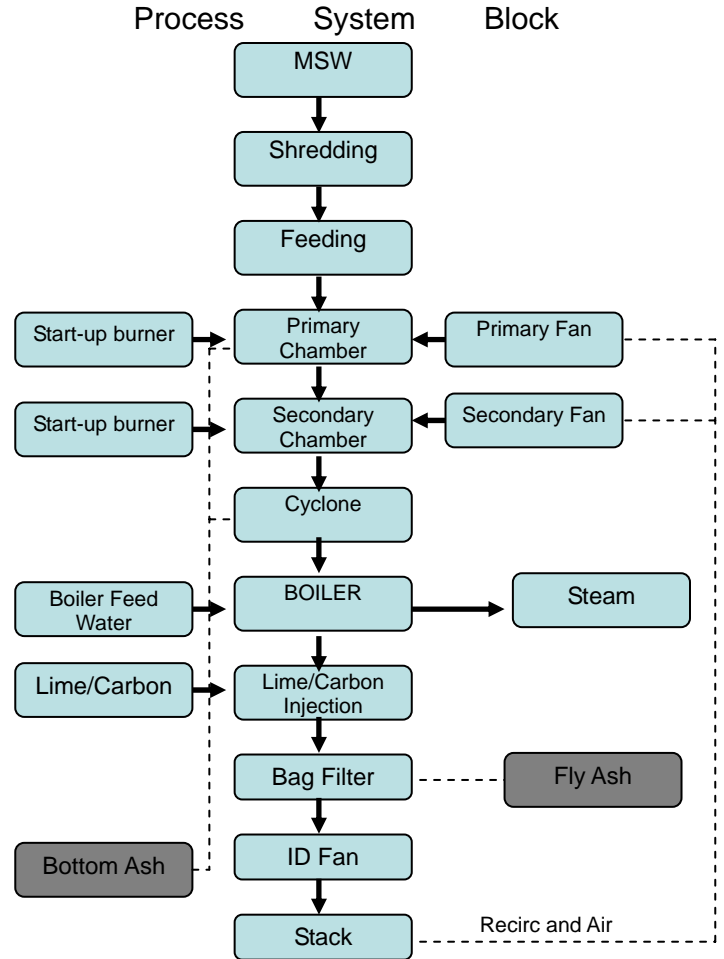 Process System Block
MSW
Shredding
Feeding
Start-up burner
Primary
Chamber
Primary Fan
Start-up burner
Secondary
Chamber
Secondary Fan
Cyclone
Boiler Feed
Water
BOILER
Steam
Lime/Carbon
Lime/Carbon
Injection
Bag Filter
Fly Ash
Bottom Ash
ID Fan
Stack
Recirc and Air